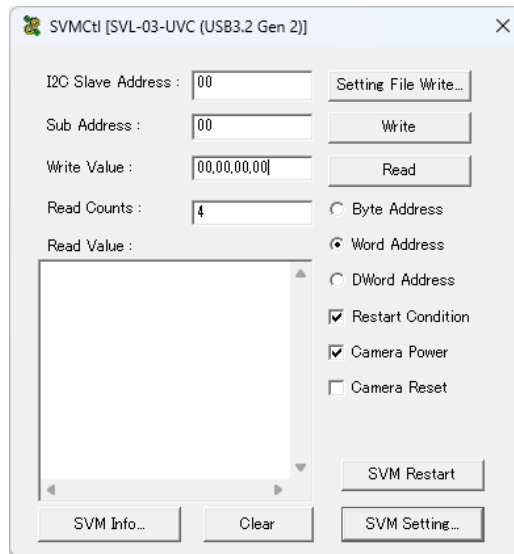 SVMCtl [SVL-03-UVC (USB3.2 Gen 2)]
I2C Slave Address : 00 Setting File Write...
Sub Address : 00 Write
Write Value : 00,00,00,00 Read
Read Counts : 4 Byte Address
Read Value : Word Address
DWord Address
Restart Condition
Camera Power
Camera Reset
SVM Restart
SVM Info... Clear SVM Setting...